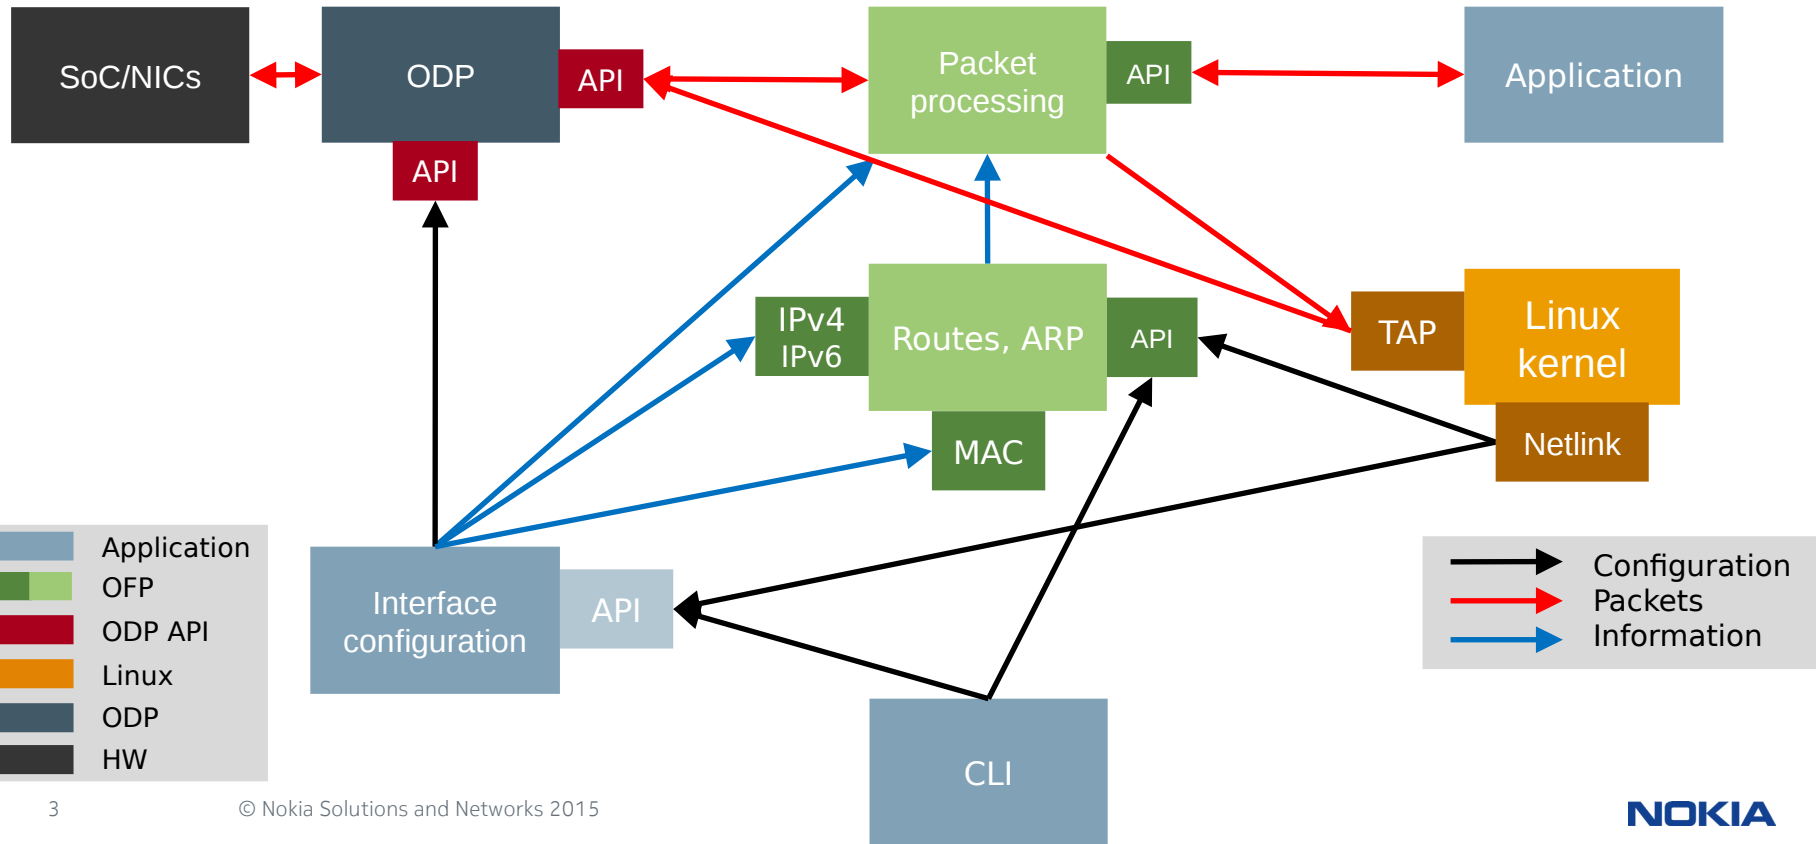 SoC/NICs
ODP
API
API
Packet
processing
API
Application
IPv4
IPv6
Routes, ARP
API
MAC
TAP
Linux
kernel
Netlink
Interface
configuration
API
CLI
Application
OFP
ODP API
Linux
ODP
HW
Configuration
Packets
Information
3
© Nokia Solutions and Networks 2015
NOKIA